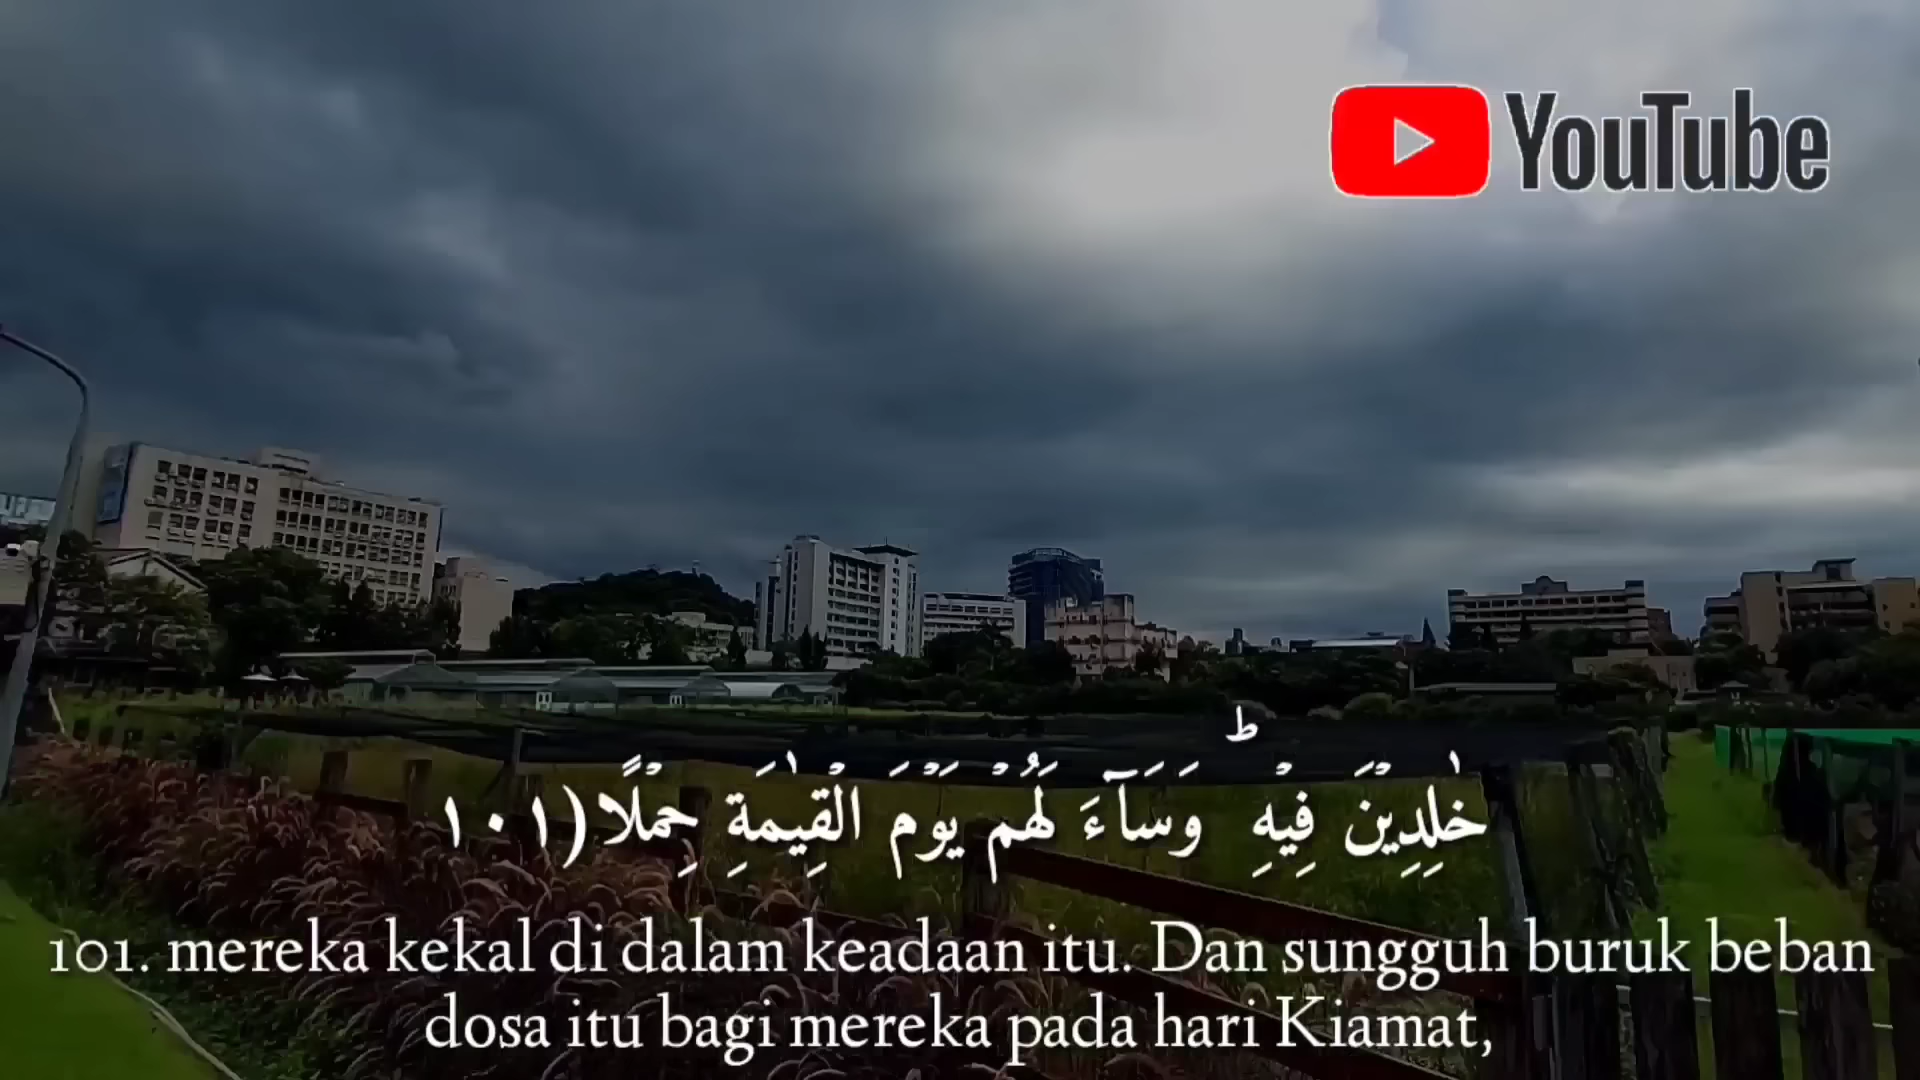 YouTube
خٰلِدِيْنَ فِيْهِ ۗ وَسَاۤءَ لَهُمْ يَوْمَ الْقِيٰمَةِ حِمْلًا(١٠١
101. mereka kekal di dalam keadaan itu. Dan sungguh buruk beban
dosa itu bagi mereka pada hari Kiamat,